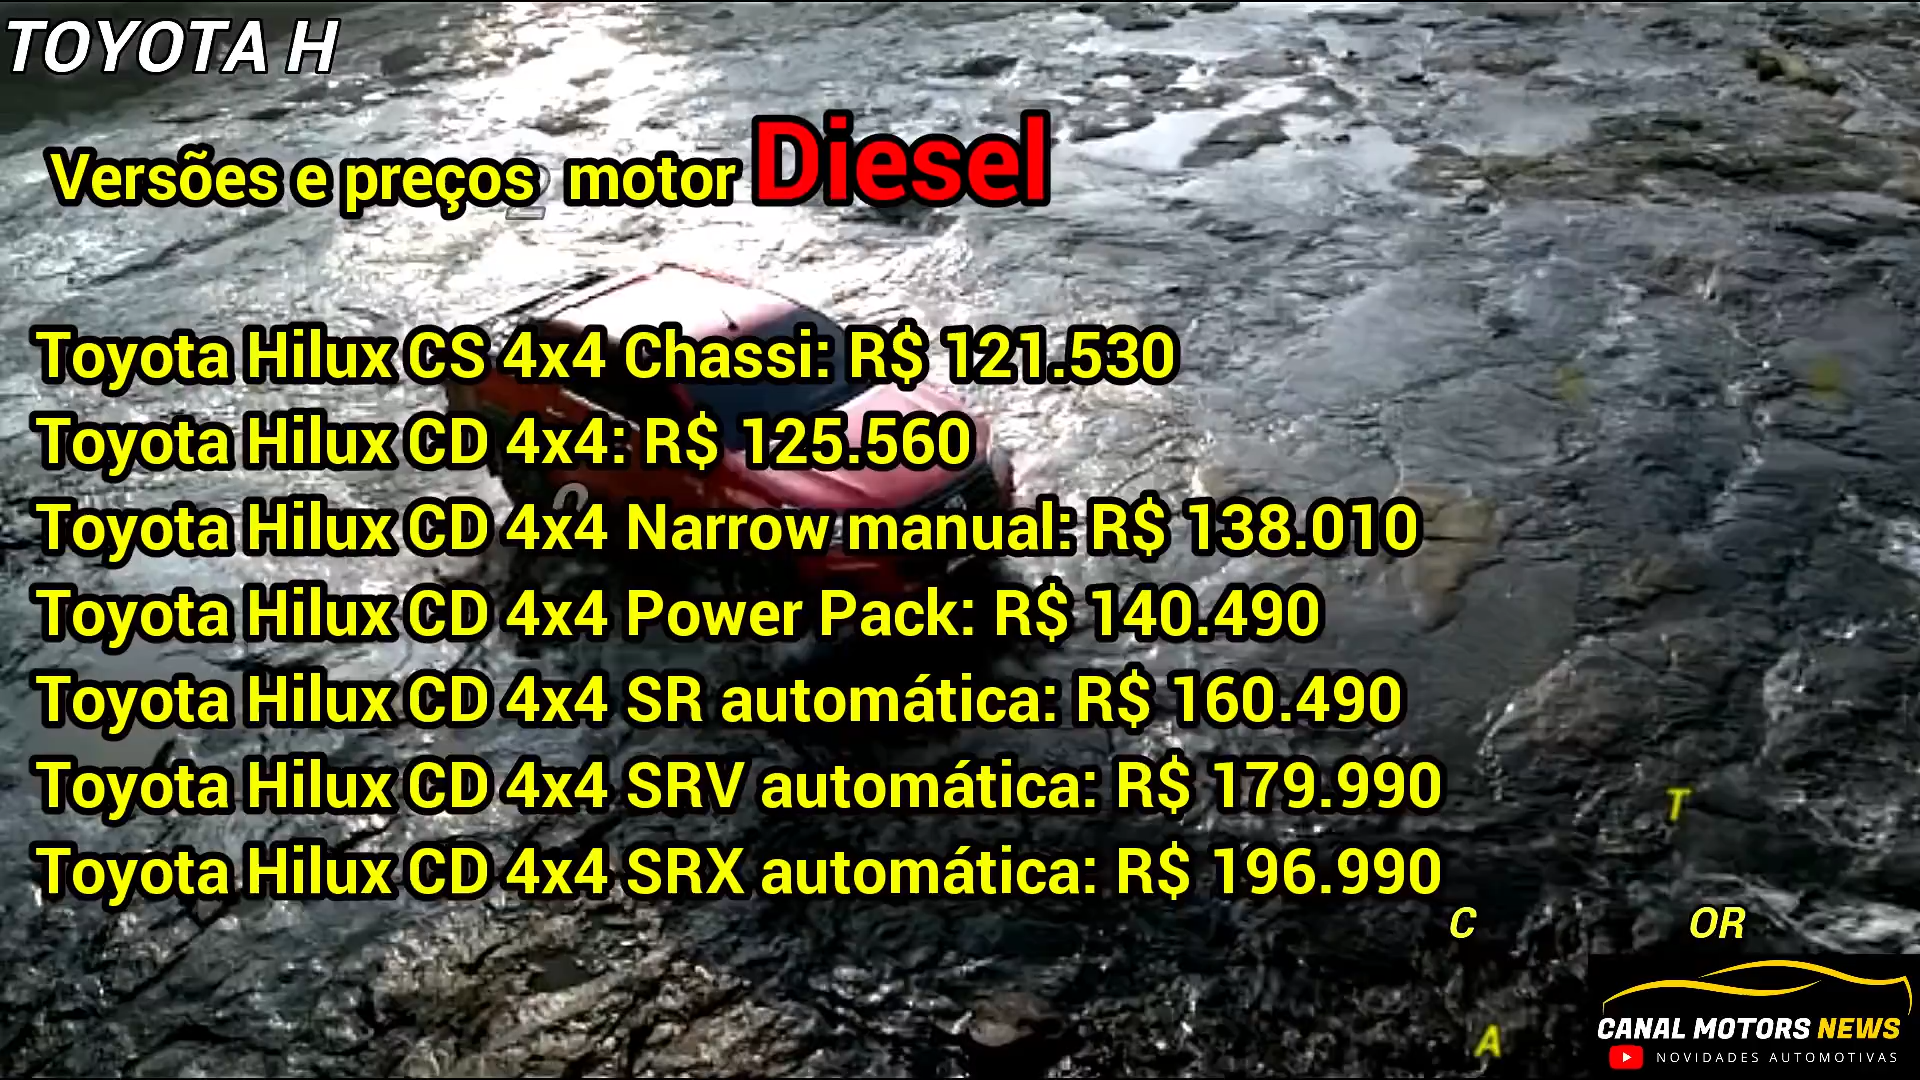 TOYOTA H
Versões e preços motor Diesel
Toyota Hilux CS 4x4 Chassi: R$ 121.530
Toyota Hilux CD 4x4: R$ 125.560
Toyota Hilux CD 4x4 Narrow manual: R$ 138.010
Toyota Hilux CD 4x4 Power Pack: R$ 140.490
Toyota Hilux CD 4x4 SR automática: R$ 160.490
Toyota Hilux CD 4x4 SRV automática: R$ 179.990
Toyota Hilux CD 4x4 SRX automática: R$ 196.990
T
C OR
A
CANAL MOTORS NEWS
NOVIDADES AUTOMOTIVAS